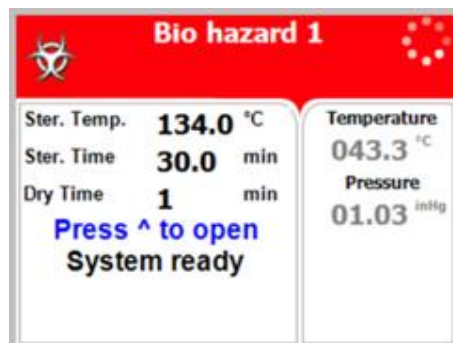 Bio hazard 1
Ster. Temp. 134.0 °C
Ster. Time 30.0 min
Dry Time 1 min
Press ^ to open
System ready
Temperature
043.3 °C
Pressure
01.03 inHg